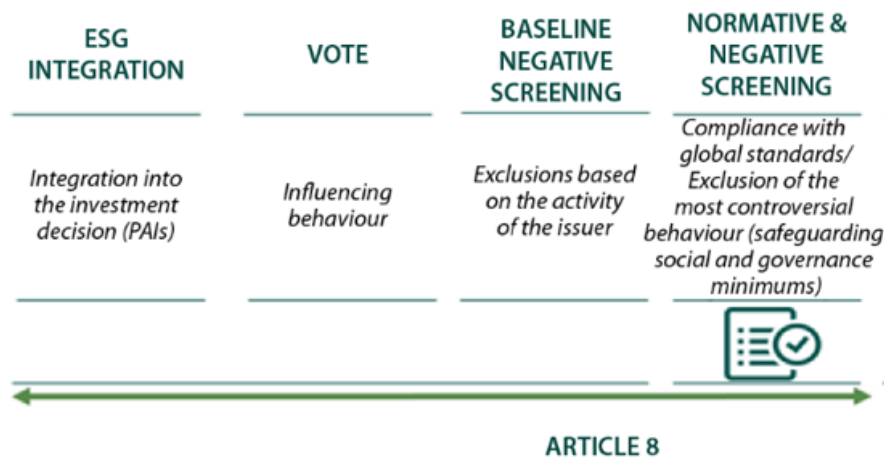 ESG
INTEGRATION
VOTE
BASELINE
NEGATIVE
SCREENING
NORMATIVE &
NEGATIVE
SCREENING
Integration into
the investment
decision (PAIs)
Influencing
behaviour
Exclusions based
on the activity
of the issuer
Compliance with
global standards/
Exclusion of the
most controversial
behaviour (safeguarding
social and governance
minimums)
ARTICLE 8